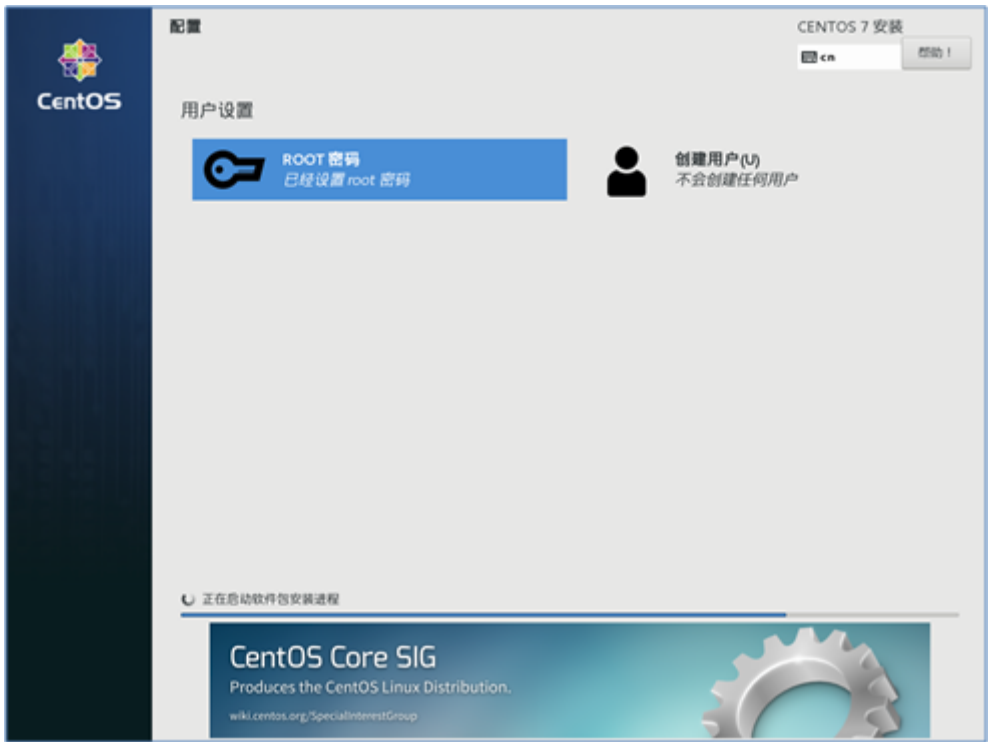 CentOS
配置
CENTOS 7 安装
cn
帮助！
用户设置
ROOT 密码
已经设置 root 密码
创建用户(U)
不会创建任何用户
正在启动软件包安装进程
CentOS Core SIG
Produces the CentOS Linux Distribution.
wiki.centos.org/SpecialInterestGroup